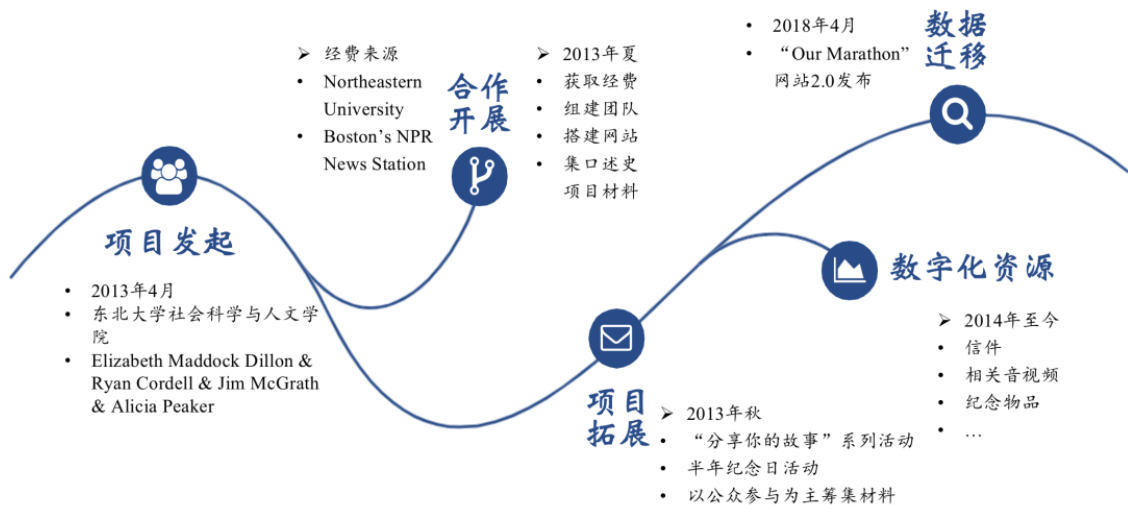 项目发起
• 2013年4月
• 东北大学社会科学与人文学
院
• Elizabeth Maddock Dillon &
Ryan Cordell & Jim McGrath
& Alicia Peaker
➢ 经费来源
• Northeastern
University
• Boston's NPR
News Station
合作
开展
➢ 2013年夏
• 获取经费
• 组建团队
• 搭建网站
• 集口述史
项目材料
项目
拓展
➢ 2013年秋
• “分享你的故事”系列活动
• 半年纪念日活动
• 以公众参与为主筹集材料
数字化资源
➢ 2014年至今
• 信件
• 相关音视频
• 纪念物品
• …
• 2018年4月
• “Our Marathon”
网站2.0发布
数据
迁移